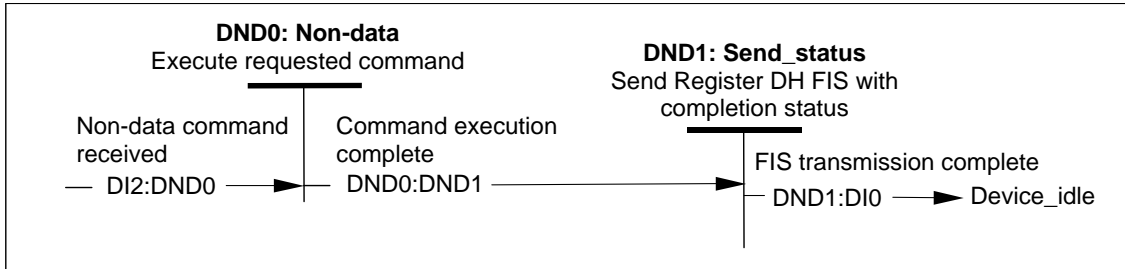 DND0: Non-data
Execute requested command
DND1: Send_status
Send Register DH FIS with
completion status
Non-data command
received
DI2:DND0
Command execution
complete
DND0:DND1
FIS transmission complete
DND1:DI0
Device_idle